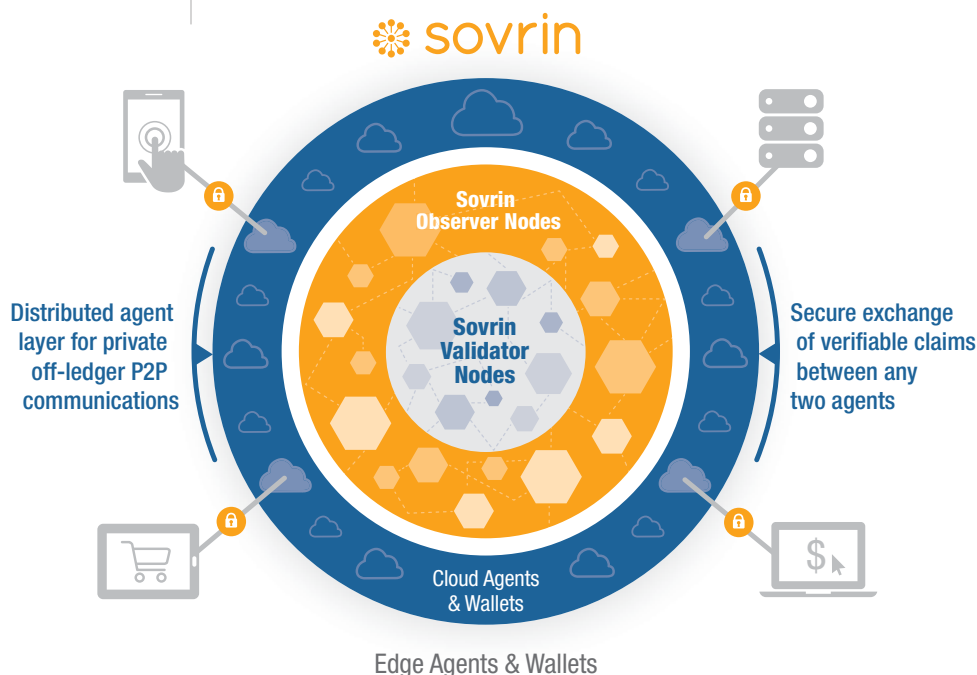 sovrin
Sovrin
Observer Nodes
Sovrin
Validator
Nodes
Distributed agent
layer for private
off-ledger P2P
communications
Secure exchange
of verifiable claims
between any
two agents
$
Cloud Agents
& Wallets
Edge Agents & Wallets